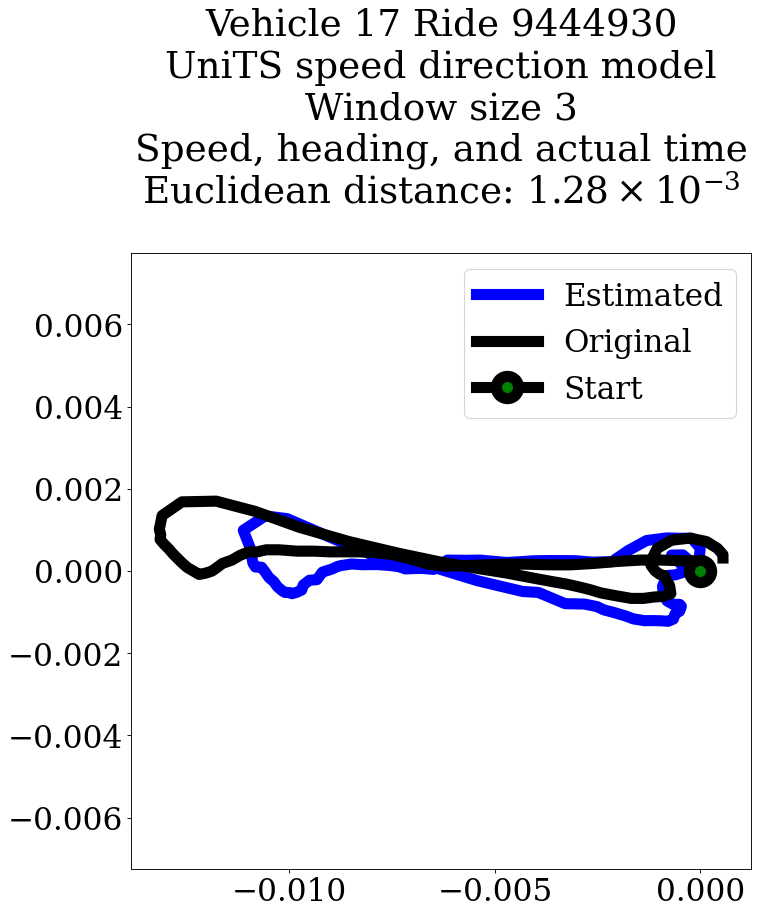 Vehicle 17 Ride 9444930
UniTS speed direction model
Window size 3
Speed, heading, and actual time
Euclidean distance: 1.28 × 10⁻³
Estimated
Original
Start
0.006
0.004
0.002
0.000
−0.002
−0.004
−0.006
−0.010 −0.005 0.000